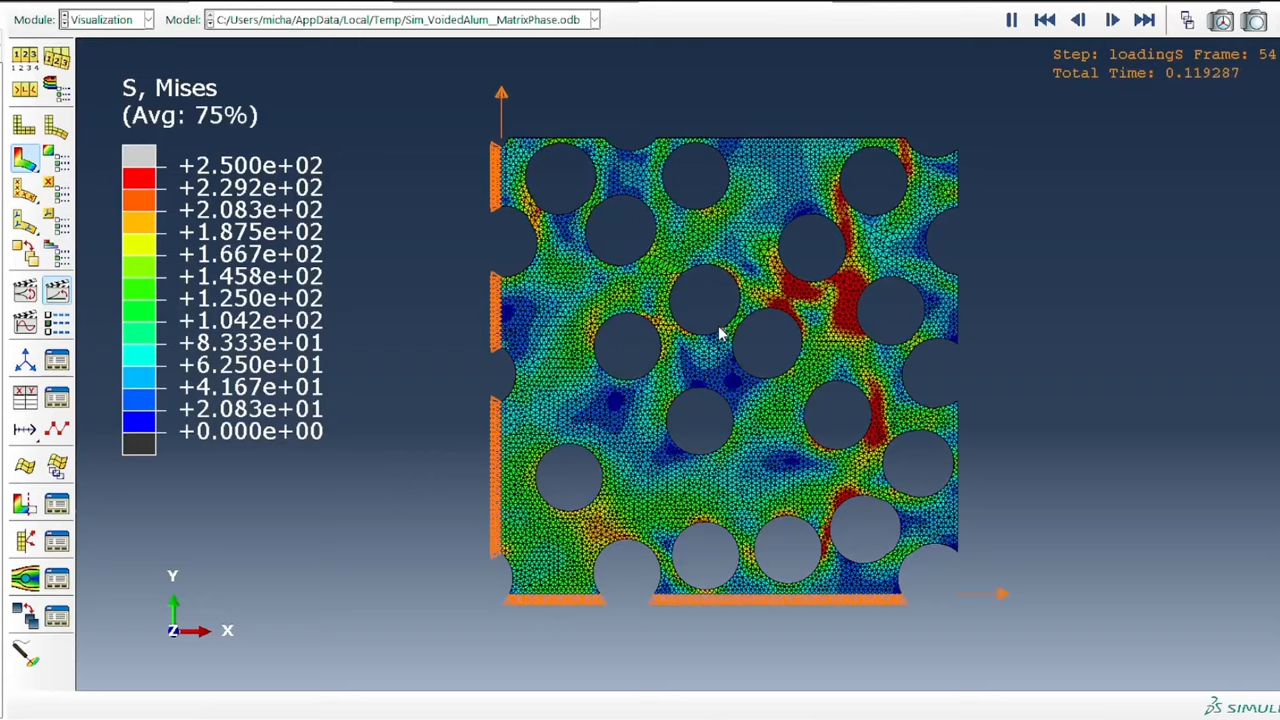 Module: Visualization Model: C:/Users/micha/AppData/Local/Temp/Sim_VoidedAlum_MatrixPhase.odb
Step: loadingS Frame: 54
Total Time: 0.119287
S, Mises
(Avg: 75%)
+2.500e+02
+2.292e+02
+2.083e+02
+1.875e+02
+1.667e+02
+1.458e+02
+1.250e+02
+1.042e+02
+8.333e+01
+6.250e+01
+4.167e+01
+2.083e+01
+0.000e+00
Y
Z X
SIMULI